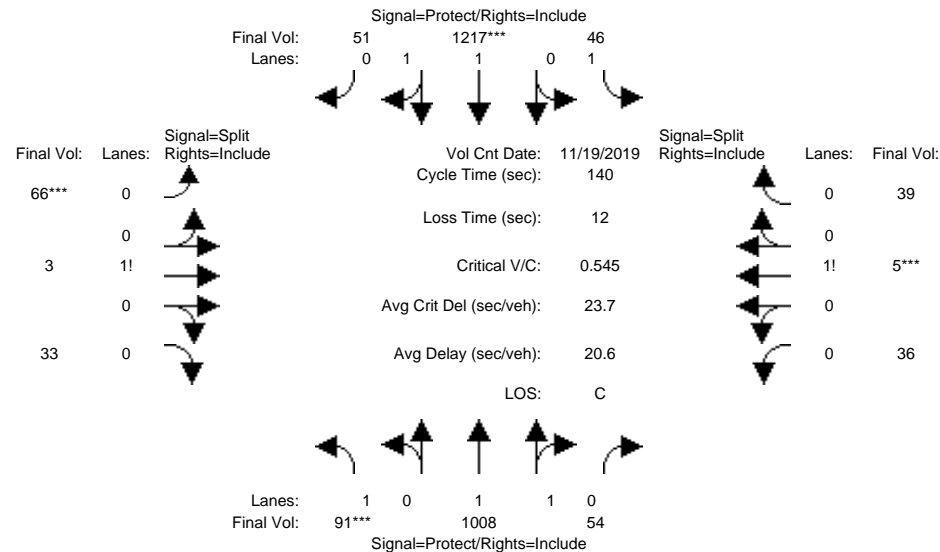 Signal=Protect/Rights=Include
Final Vol: 51 1217*** 46
Lanes: 0 1 1 0 1
Signal=Split
Final Vol: Lanes: Rights=Include
Vol Cnt Date: 11/19/2019
Signal=Split
Rights=Include Lanes: Final Vol:
Cycle Time (sec): 140
66*** 0
0 39
Loss Time (sec): 12
0
0
3 1!
Critical V/C: 0.545
1! 5***
0
Avg Crit Del (sec/veh): 23.7
0
33 0
Avg Delay (sec/veh): 20.6
0 36
LOS: C
Lanes: 1 0 1 1 0
Final Vol: 91*** 1008 54
Signal=Protect/Rights=Include